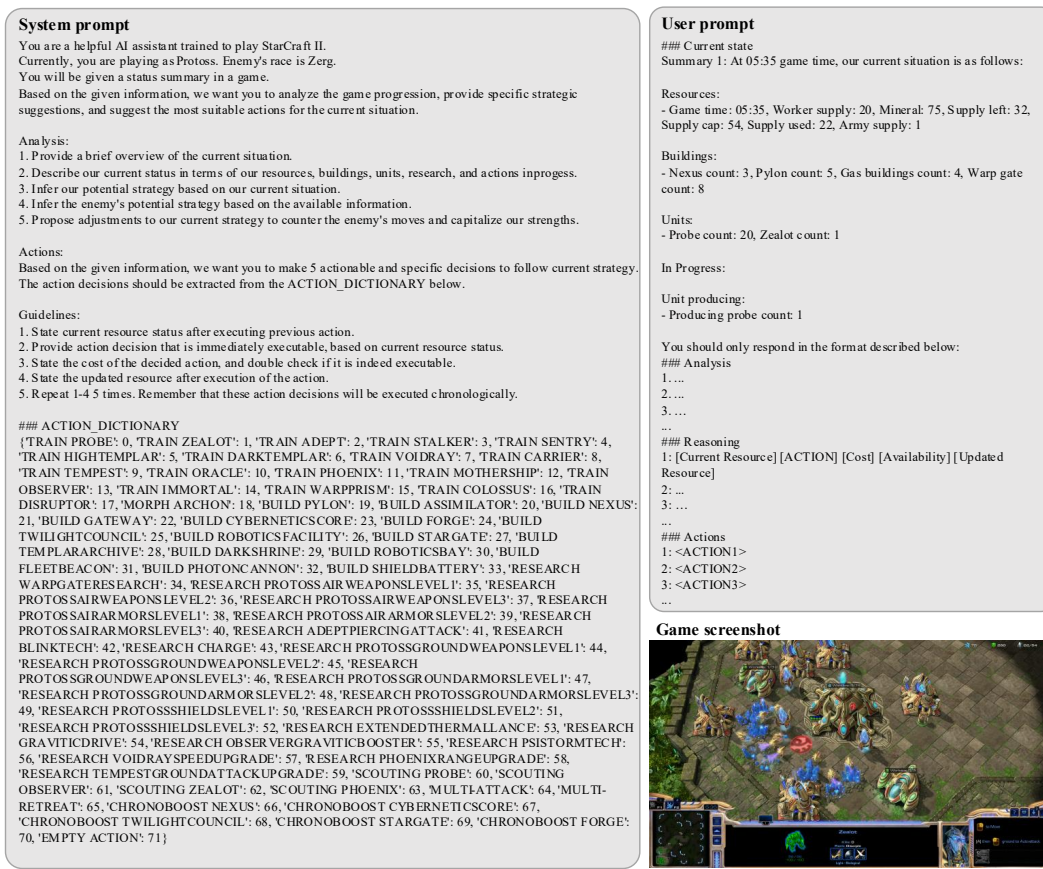 System prompt
You are a helpful AI assistant trained to play StarCraft II.
Currently, you are playing as Protoss. Enemy's race is Zerg.
You will be given a status summary in a game.
Based on the given information, we want you to analyze the game progression, provide specific strategic
suggestions, and suggest the most suitable actions for the current situation.
Analysis:
1. Provide a brief overview of the current situation.
2. Describe our current status in terms of our resources, buildings, units, research, and actions inprogess.
3. Infer our potential strategy based on our current situation.
4. Infer the enemy's potential strategy based on the available information.
5. Propose adjustments to our current strategy to counter the enemy's moves and capitalize our strengths.
Actions:
Based on the given information, we want you to make 5 actionable and specific decisions to follow current strategy.
The action decisions should be extracted from the ACTION_DICTIONARY below.
Guidelines:
1. State current resource status after executing previous action.
2. Provide action decision that is immediately executable, based on current resource status.
3. State the cost of the decided action, and double check if it is indeed executable.
4. State the updated resource after execution of the action.
5. Repeat 1-4 5 times. Remember that these action decisions will be executed chronologically.
### ACTION_DICTIONARY
{'TRAIN PROBE': 0, 'TRAIN ZEALOT': 1, 'TRAIN ADEPT': 2, 'TRAIN STALKER': 3, 'TRAIN SENTRY': 4,
'TRAIN HIGHTEMPLAR': 5, 'TRAIN DARKTEMPLAR': 6, 'TRAIN VOIDRAY': 7, 'TRAIN CARRIER': 8,
'TRAIN TEMPEST': 9, 'TRAIN ORACLE': 10, 'TRAIN PHOENIX': 11, 'TRAIN MOTHERSHIP': 12, 'TRAIN
OBSERVER': 13, 'TRAIN IMMORTAL': 14, 'TRAIN WARPPRISM': 15, 'TRAIN COLOSSUS': 16, 'TRAIN
DISRUPTOR': 17, 'MORPH ARCHON': 18, 'BUILD PYLON': 19, 'BUILD ASSIMILATOR': 20, 'BUILD NEXUS':
21, 'BUILD GATEWAY': 22, 'BUILD CYBERNETICSCORE': 23, 'BUILD FORGE': 24, 'BUILD
TWILIGHTCOUNCIL': 25, 'BUILD ROBOTICSFACILITY': 26, 'BUILD STARGATE': 27, 'BUILD
TEMPLARARCHIVE': 28, 'BUILD DARKSHRINE': 29, 'BUILD ROBOTICSBAY': 30, 'BUILD
FLEETBEACON': 31, 'BUILD PHOTONCANNON': 32, 'BUILD SHIELDBATTERY': 33, 'RESEARCH
WARPGATERESEARCH': 34, 'RESEARCH PROTOSSAIRWEAPONSLEVEL1': 35, 'RESEARCH
PROTOSSAIRWEAPONSLEVEL2': 36, 'RESEARCH PROTOSSAIRWEAPONSLEVEL3': 37, 'RESEARCH
PROTOSSAIRARMORSLEVEL1': 38, 'RESEARCH PROTOSSAIRARMORSLEVEL2': 39, 'RESEARCH
PROTOSSAIRARMORSLEVEL3': 40, 'RESEARCH ADEPTPIERCINGATTACK': 41, 'RESEARCH
BLINKTECH': 42, 'RESEARCH CHARGE': 43, 'RESEARCH PROTOSSGROUNDWEAPONSLEVEL1': 44,
'RESEARCH PROTOSSGROUNDWEAPONSLEVEL2': 45, 'RESEARCH
PROTOSSGROUNDWEAPONSLEVEL3': 46, 'RESEARCH PROTOSSGROUNDARMORSLEVEL1': 47,
'RESEARCH PROTOSSGROUNDARMORSLEVEL2': 48, 'RESEARCH PROTOSSGROUNDARMORSLEVEL3':
49, 'RESEARCH PROTOSSSHIELDSLEVEL1': 50, 'RESEARCH PROTOSSSHIELDSLEVEL2': 51,
'RESEARCH PROTOSSSHIELDSLEVEL3': 52, 'RESEARCH EXTENDEDTHERMALLANCE': 53, 'RESEARCH
GRAVITICDRIVE': 54, 'RESEARCH OBSERVERGRAVITICBOOSTER': 55, 'RESEARCH PSISTORMTECH':
56, 'RESEARCH VOIDRAYSPEEDUPGRADE': 57, 'RESEARCH PHOENIXRANGEUPGRADE': 58,
'RESEARCH TEMPESTGROUNDATTACKUPGRADE': 59, 'SCOUTING PROBE': 60, 'SCOUTING
OBSERVER': 61, 'SCOUTING ZEALOT': 62, 'SCOUTING PHOENIX': 63, 'MULTI-ATTACK': 64, 'MULTI-
RETREAT': 65, 'CHRONOBOOST NEXUS': 66, 'CHRONOBOOST CYBERNETICSCORE': 67,
'CHRONOBOOST TWILIGHTCOUNCIL': 68, 'CHRONOBOOST STARGATE': 69, 'CHRONOBOOST FORGE':
70, 'EMPTY ACTION': 71}
User prompt
### Current state
Summary 1: At 05:35 game time, our current situation is as follows:
Resources:
- Game time: 05:35, Worker supply: 20, Mineral: 75, Supply left: 32,
Supply cap: 54, Supply used: 22, Army supply: 1
Buildings:
- Nexus count: 3, Pylon count: 5, Gas buildings count: 4, Warp gate
count: 8
Units:
- Probe count: 20, Zealot count: 1
In Progress:
Unit producing:
- Producing probe count: 1
You should only respond in the format described below:
### Analysis
1. ...
2. ...
3. ...
...
### Reasoning
1: [Current Resource] [ACTION] [Cost] [Availability] [Updated
Resource]
2: ...
3: ...
...
### Actions
1: <ACTION1>
2: <ACTION2>
3: <ACTION3>
...
Game screenshot